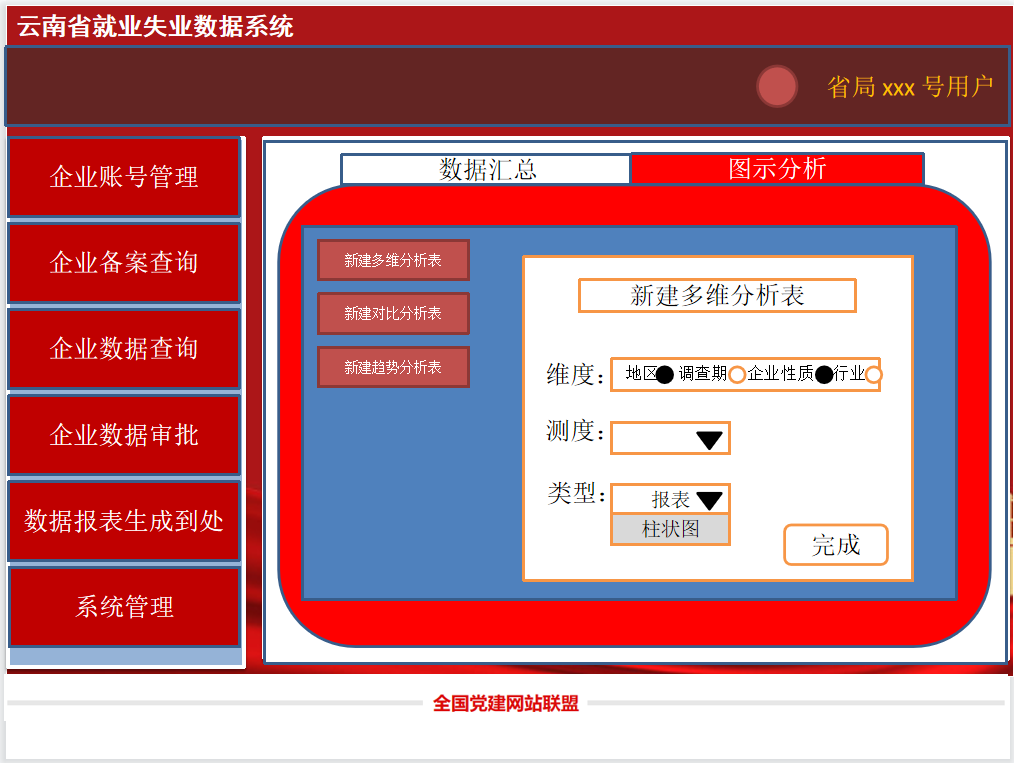 云南省就业失业数据系统
省局 xxx 号用户
企业账号管理
企业备案查询
企业数据查询
企业数据审批
数据报表生成到处
系统管理
数据汇总 图示分析
新建多维分析表
新建对比分析表
新建趋势分析表
新建多维分析表
维度： 地区 调查期 企业性质 行业
测度：
类型： 报表
柱状图
完成
全国党建网站联盟